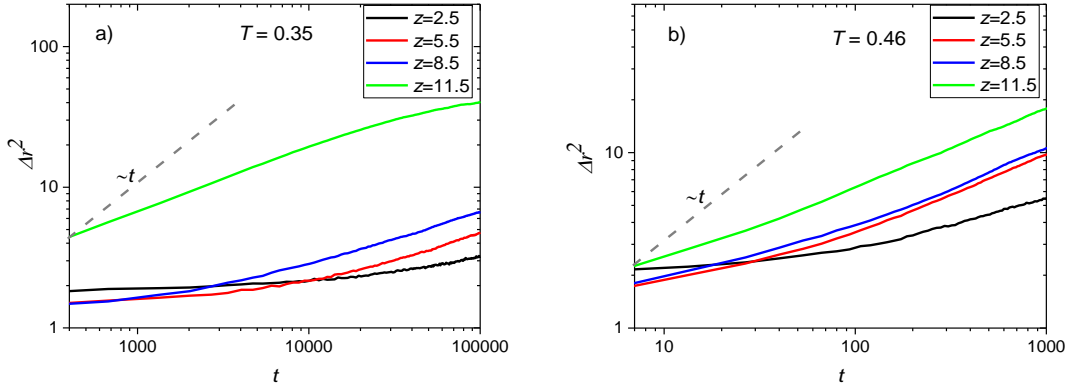 a)
T = 0.35
z=2.5
z=5.5
z=8.5
z=11.5
100
10
1
Δr²
~t
1000
10000
100000
t
b)
T = 0.46
z=2.5
z=5.5
z=8.5
z=11.5
10
1
Δr²
~t
10
100
1000
t